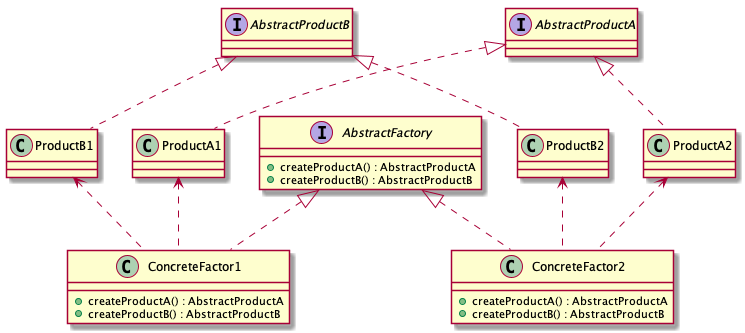 I AbstractProductB
I AbstractProductA
C ProductB1
C ProductA1
I AbstractFactory
createProductA() : AbstractProductA
createProductB() : AbstractProductB
C ProductB2
C ProductA2
C ConcreteFactor1
createProductA() : AbstractProductA
createProductB() : AbstractProductB
C ConcreteFactor2
createProductA() : AbstractProductA
createProductB() : AbstractProductB